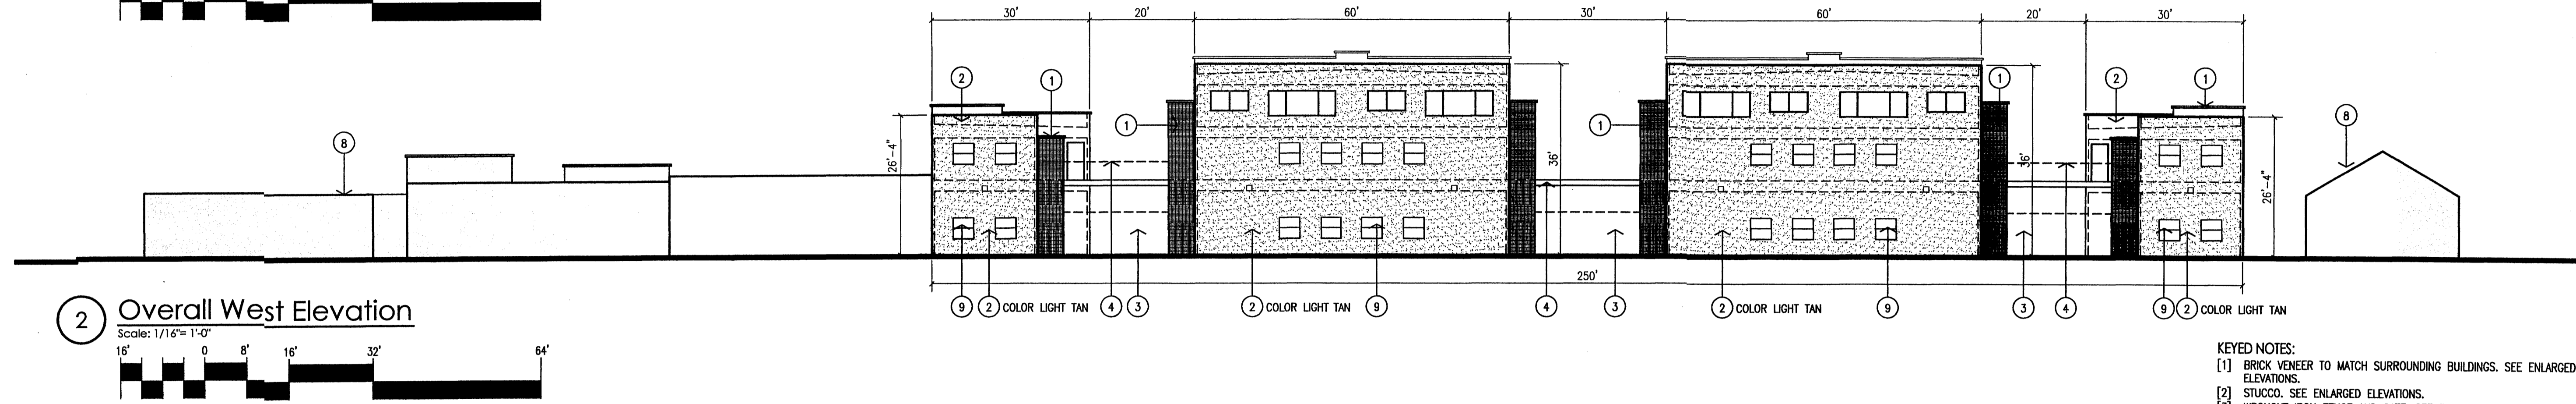 30' 20' 60' 30' 60' 20' 30'
2 1 1 2 1
8 1 1 8
26'-4" 36' 36' 26'-4"
250'
9 2 COLOR LIGHT TAN 4 3 2 COLOR LIGHT TAN 9 4 3 2 COLOR LIGHT TAN 9 3 4 9 2 COLOR LIGHT TAN
2 Overall West Elevation
Scale: 1/16"= 1'-0"
16' 0 8' 16' 32' 64'
KEYED NOTES:
[1] BRICK VENEER TO MATCH SURROUNDING BUILDINGS. SEE ENLARGED
ELEVATIONS.
[2] STUCCO. SEE ENLARGED ELEVATIONS.